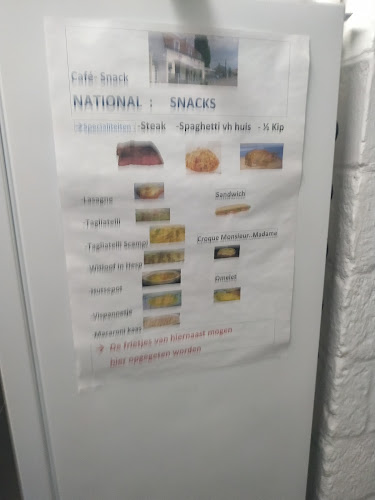 Café- Snack
NATIONAL : SNACKS
Specialiteiten : -Steak -Spaghetti vh huis - ½ Kip
Lasagne
Sandwich
Tagliatelli
Tagliatelli Scampi
Croque Monsieur- Madame
Witloof in Hesp
Hutsepot
Omelet
Vispannetje
Macaroni kaas
De frietjes van hiernaast mogen
hier opgegeten worden